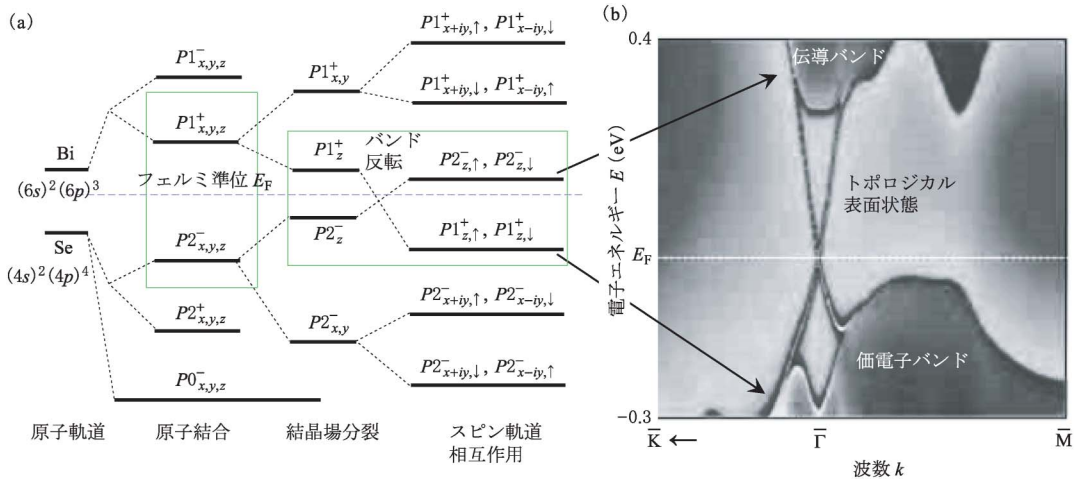 (a)
P1⁻x,y,z
P1⁺x,y,z
Bi
(6s)²(6p)³
フェルミ準位 E_F
Se
(4s)²(4p)⁴
P2⁻x,y,z
P2⁺x,y,z
P0⁻x,y,z
P1⁺x,y
P1⁺z
バンド
反転
P2⁻z
P2⁻x,y
P1⁺x+iy,↑, P1⁺x−iy,↓
P1⁺x+iy,↓, P1⁺x−iy,↑
P2⁻z,↑, P2⁻z,↓
P1⁺z,↑, P1⁺z,↓
P2⁻x+iy,↑, P2⁻x−iy,↓
P2⁻x+iy,↓, P2⁻x−iy,↑
原子軌道
原子結合
結晶場分裂
スピン軌道
相互作用
(b)
0.4
伝導バンド
トポロジカル
表面状態
E_F
電子エネルギー E (eV)
価電子バンド
−0.3
K̅ ←
Γ̅
M̅
波数 k